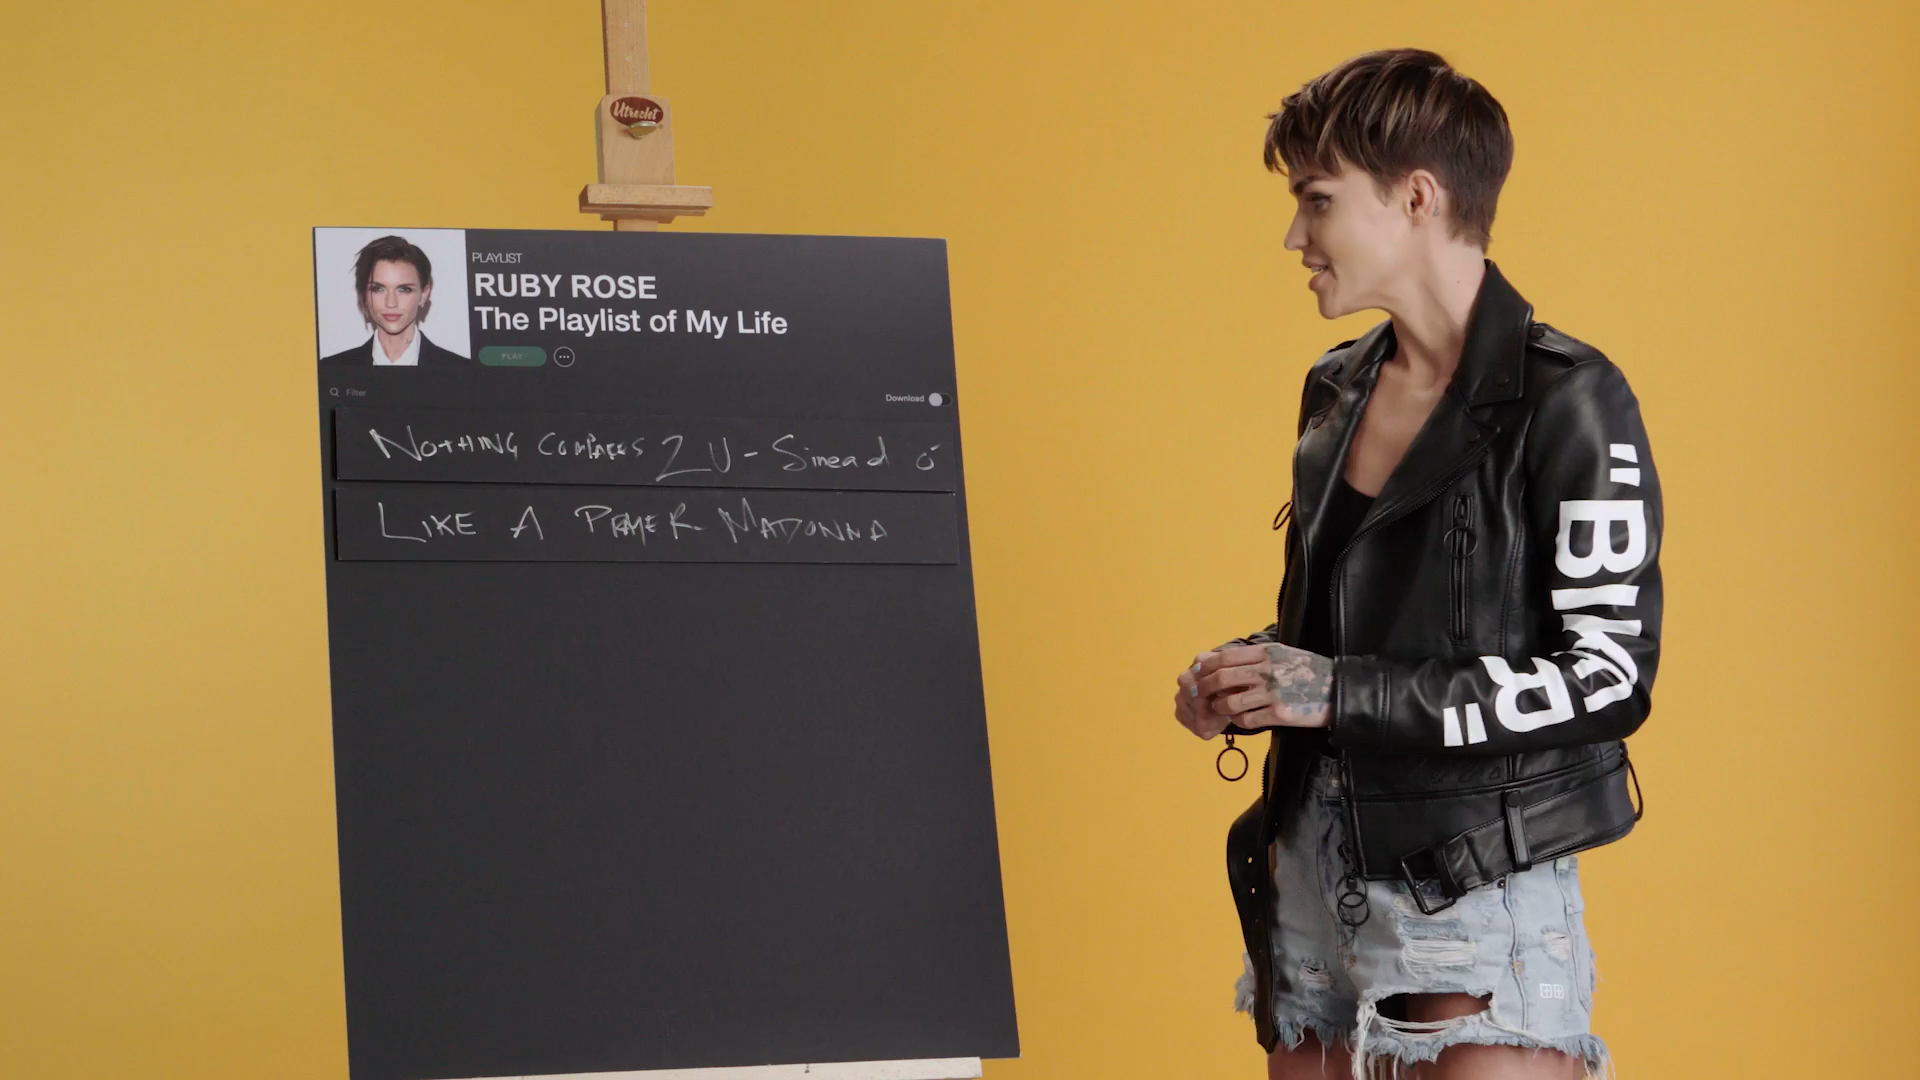 Utrecht
PLAYLIST
RUBY ROSE
The Playlist of My Life
PLAY
Filter
Download
NOTHING COMPARES 2 U - Sinead O
LIKE A PRAYER MADONNA
"BIKER"